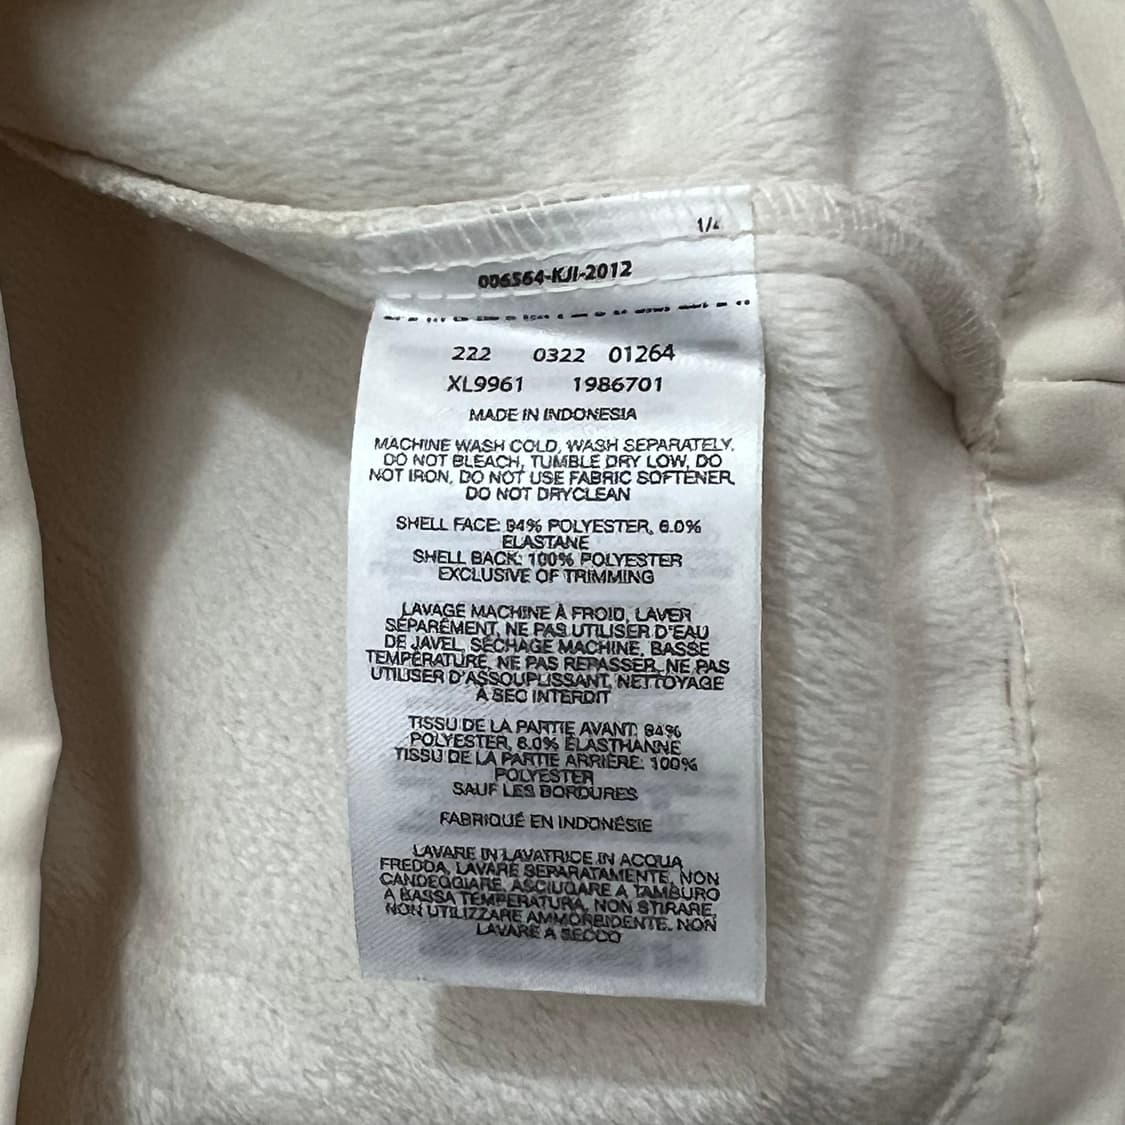 1/4
006564-KJI-2012
222 0322 01264
XL9961 1986701
MADE IN INDONESIA
MACHINE WASH COLD, WASH SEPARATELY.
DO NOT BLEACH, TUMBLE DRY LOW, DO
NOT IRON, DO NOT USE FABRIC SOFTENER,
DO NOT DRYCLEAN
SHELL FACE: 94% POLYESTER, 6.0%
ELASTANE
SHELL BACK: 100% POLYESTER
EXCLUSIVE OF TRIMMING
LAVAGE MACHINE À FROID, LAVER
SÉPARÉMENT, NE PAS UTILISER D'EAU
DE JAVEL, SÉCHAGE MACHINE, BASSE
TEMPÉRATURE, NE PAS REPASSER, NE PAS
UTILISER D'ASSOUPLISSANT, NETTOYAGE
À SEC INTERDIT
TISSU DE LA PARTIE AVANT: 94%
POLYESTER, 6.0% ÉLASTHANNE
TISSU DE LA PARTIE ARRIÈRE: 100%
POLYESTER
SAUF LES BORDURES
FABRIQUÉ EN INDONÉSIE
LAVARE IN LAVATRICE IN ACQUA
FREDDA, LAVARE SEPARATAMENTE, NON
CANDEGGIARE, ASCIUGARE A TAMBURO
A BASSA TEMPERATURA, NON STIRARE,
NON UTILIZZARE AMMORBIDENTE. NON
LAVARE A SECCO